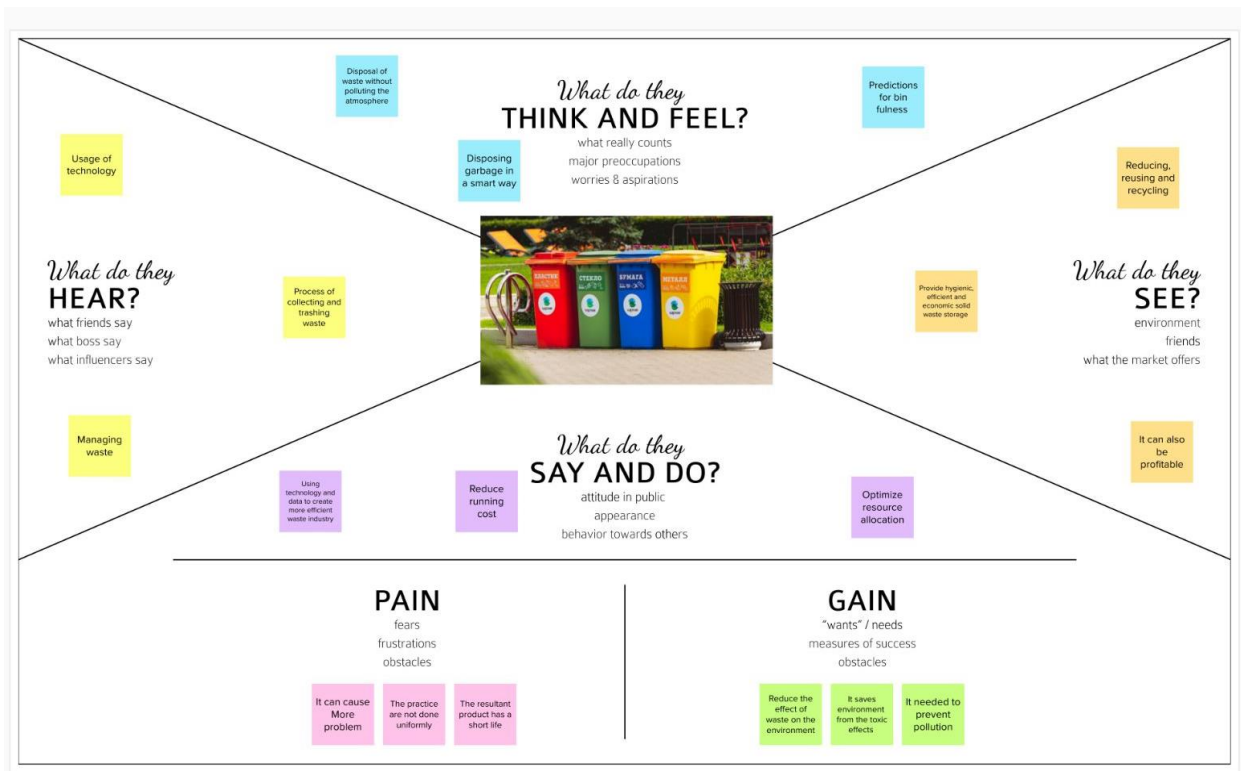 Disposal of
waste without
polluting the
atmosphere
What do they
THINK AND FEEL?
what really counts
major preoccupations
worries & aspirations
Predictions
for bin
fulness
Disposing
garbage in
a smart way
Usage of
technology
What do they
HEAR?
what friends say
what boss say
what influencers say
Process of
collecting and
trashing
waste
Managing
waste
ПЛАСТИК
СТЕКЛО
БУМАГА
МЕТАЛЛ
Reducing,
reusing and
recycling
Provide hygienic,
efficient and
economic solid
waste storage
What do they
SEE?
environment
friends
what the market offers
It can also
be
profitable
What do they
SAY AND DO?
attitude in public
appearance
behavior towards others
Using
technology and
data to create
more efficient
waste industry
Reduce
running
cost
Optimize
resource
allocation
PAIN
fears
frustrations
obstacles
It can cause
More
problem
The practice
are not done
uniformly
The resultant
product has a
short life
GAIN
"wants" / needs
measures of success
obstacles
Reduce the
effect of
waste on the
environment
It saves
environment
from the toxic
effects
It needed to
prevent
pollution